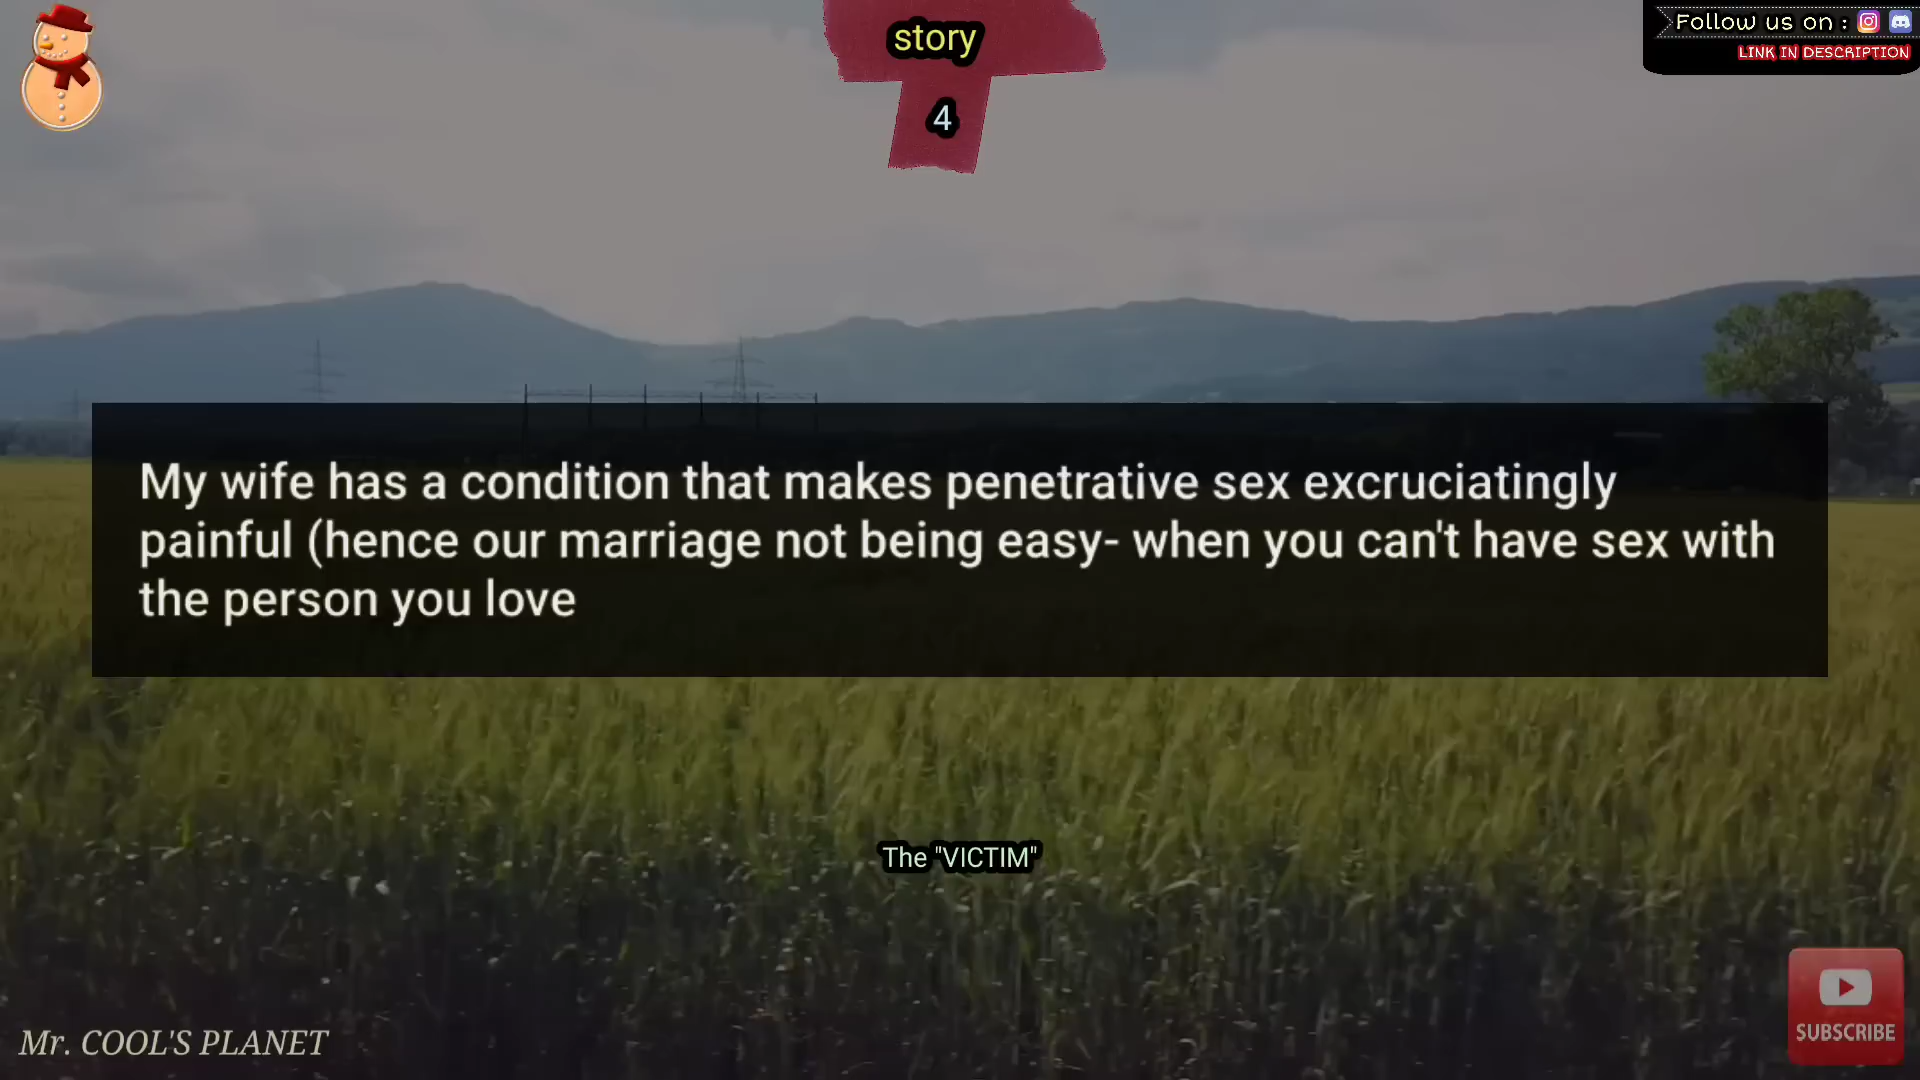 story
4
Follow us on :
LINK IN DESCRIPTION
My wife has a condition that makes penetrative sex excruciatingly
painful (hence our marriage not being easy- when you can't have sex with
the person you love
The "VICTIM"
Mr. COOL'S PLANET
SUBSCRIBE